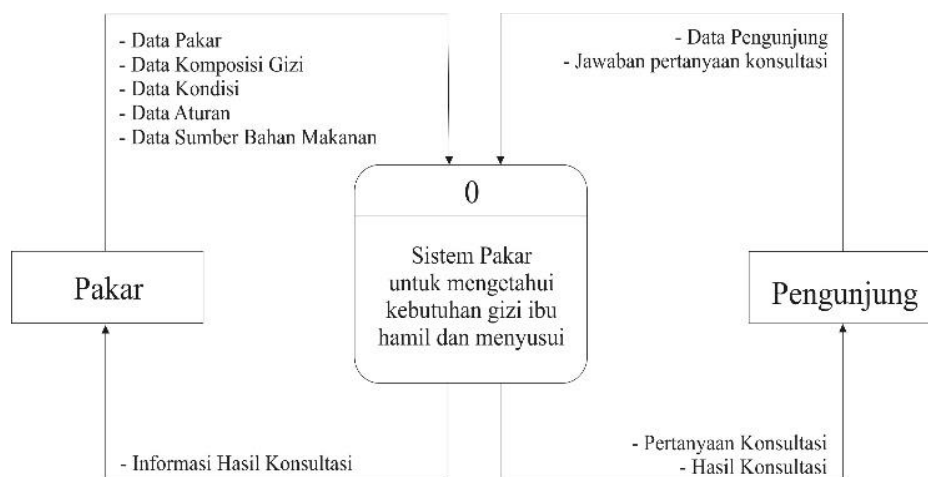 - Data Pakar
- Data Komposisi Gizi
- Data Kondisi
- Data Aturan
- Data Sumber Bahan Makanan
- Data Pengunjung
- Jawaban pertanyaan konsultasi
0
Sistem Pakar
untuk mengetahui
kebutuhan gizi ibu
hamil dan menyusui
Pakar
Pengunjung
- Informasi Hasil Konsultasi
- Pertanyaan Konsultasi
- Hasil Konsultasi